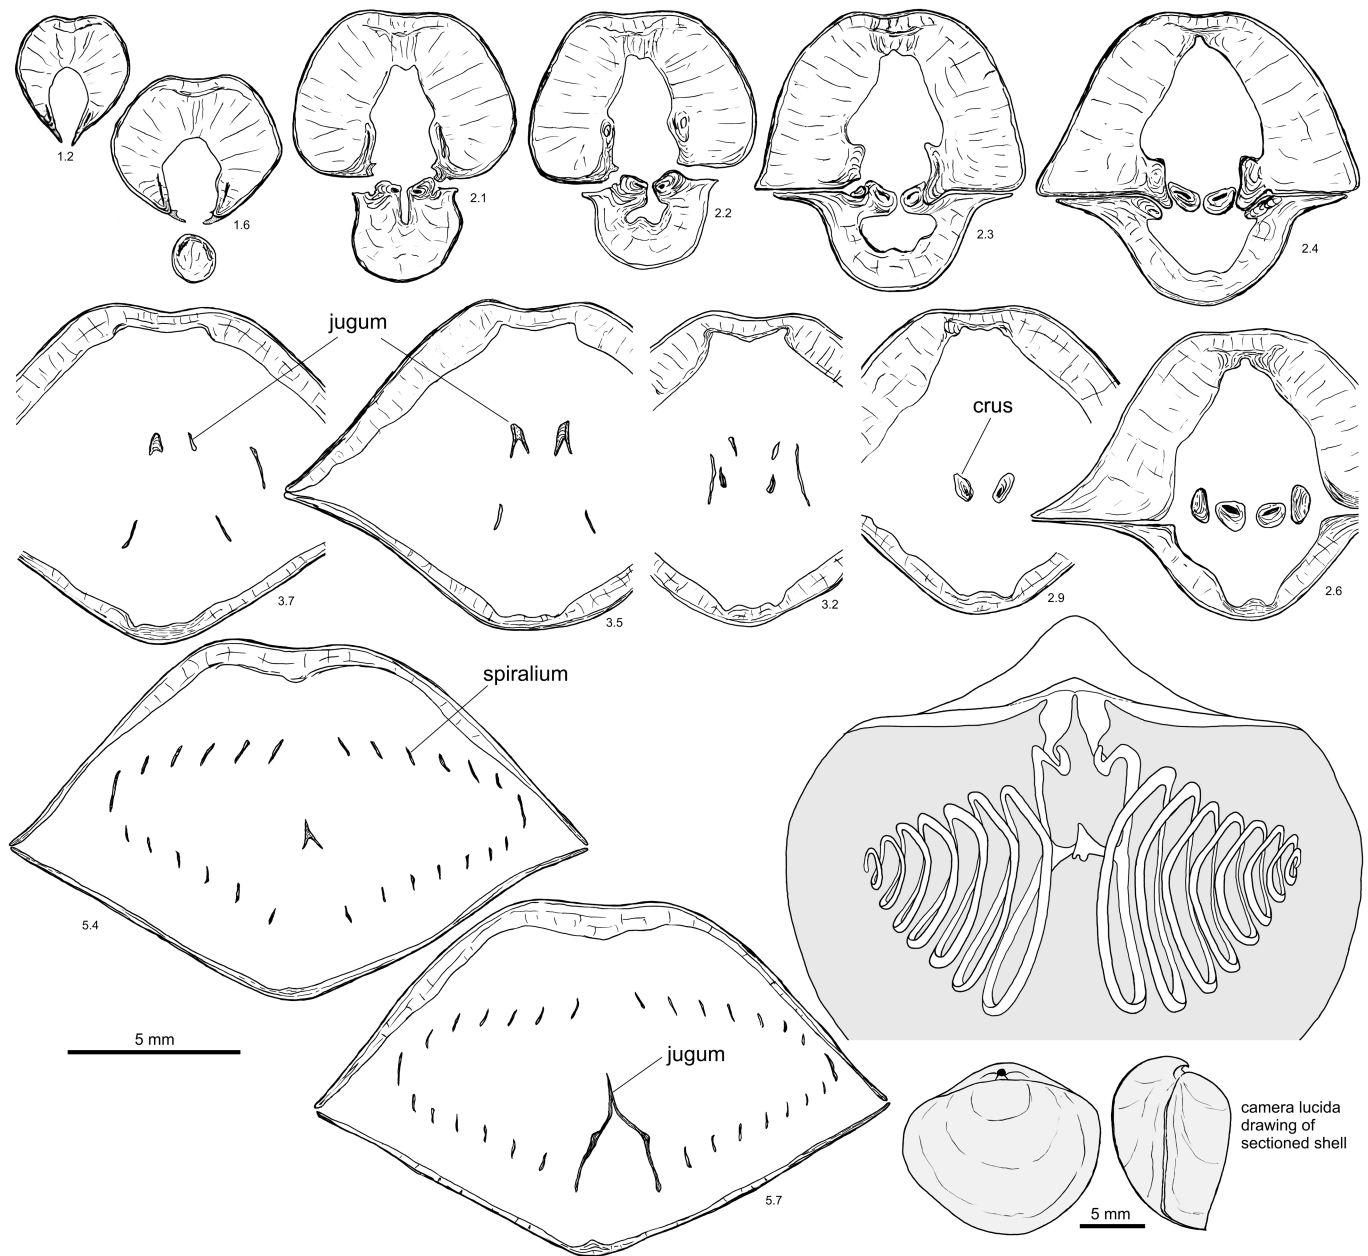 1.2
1.6
2.1
2.2
2.3
2.4
jugum
crus
3.7
3.5
3.2
2.9
2.6
spiralium
5.4
5 mm
jugum
5.7
camera lucida
drawing of
sectioned shell
5 mm